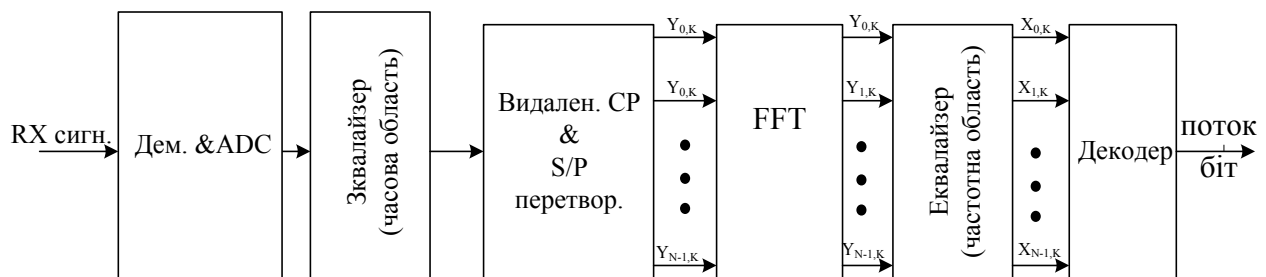 RX сигн.
Дем. &ADC
Зквалайзер
(часова область)
Видален. CP
&
S/P
перетвор.
Y0,K
Y0,K
YN-1,K
FFT
Y0,K
Y1,K
YN-1,K
Еквалайзер
(частотна область)
X0,K
X1,K
XN-1,K
Декодер
поток
біт